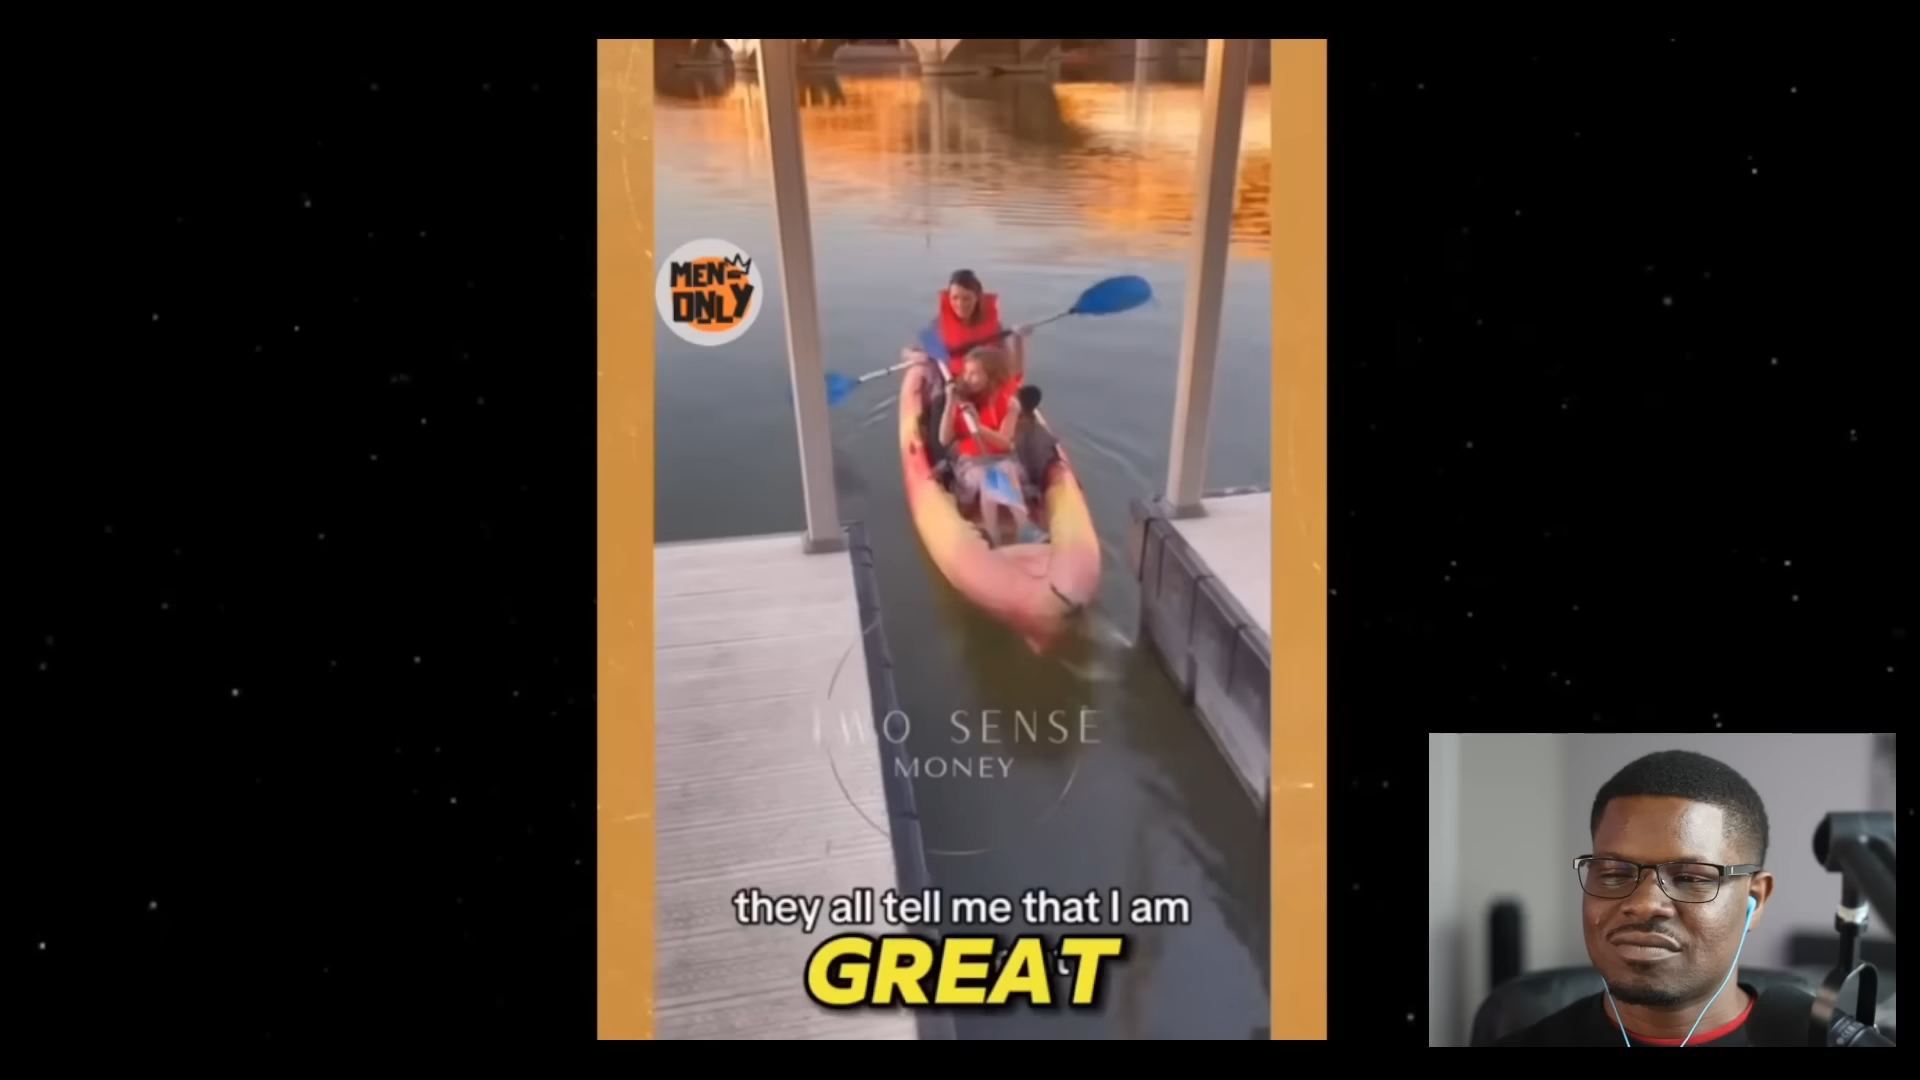 MEN-
ONLY
TWO SENSE
MONEY
they all tell me that I am
GREAT